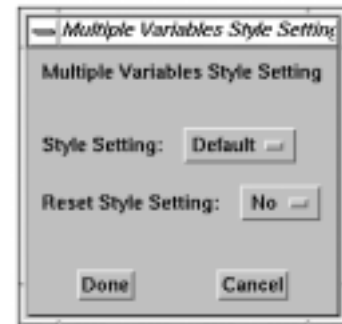 Multiple Variables Style Setting
Multiple Variables Style Setting
Style Setting: Default
Reset Style Setting: No
Done Cancel